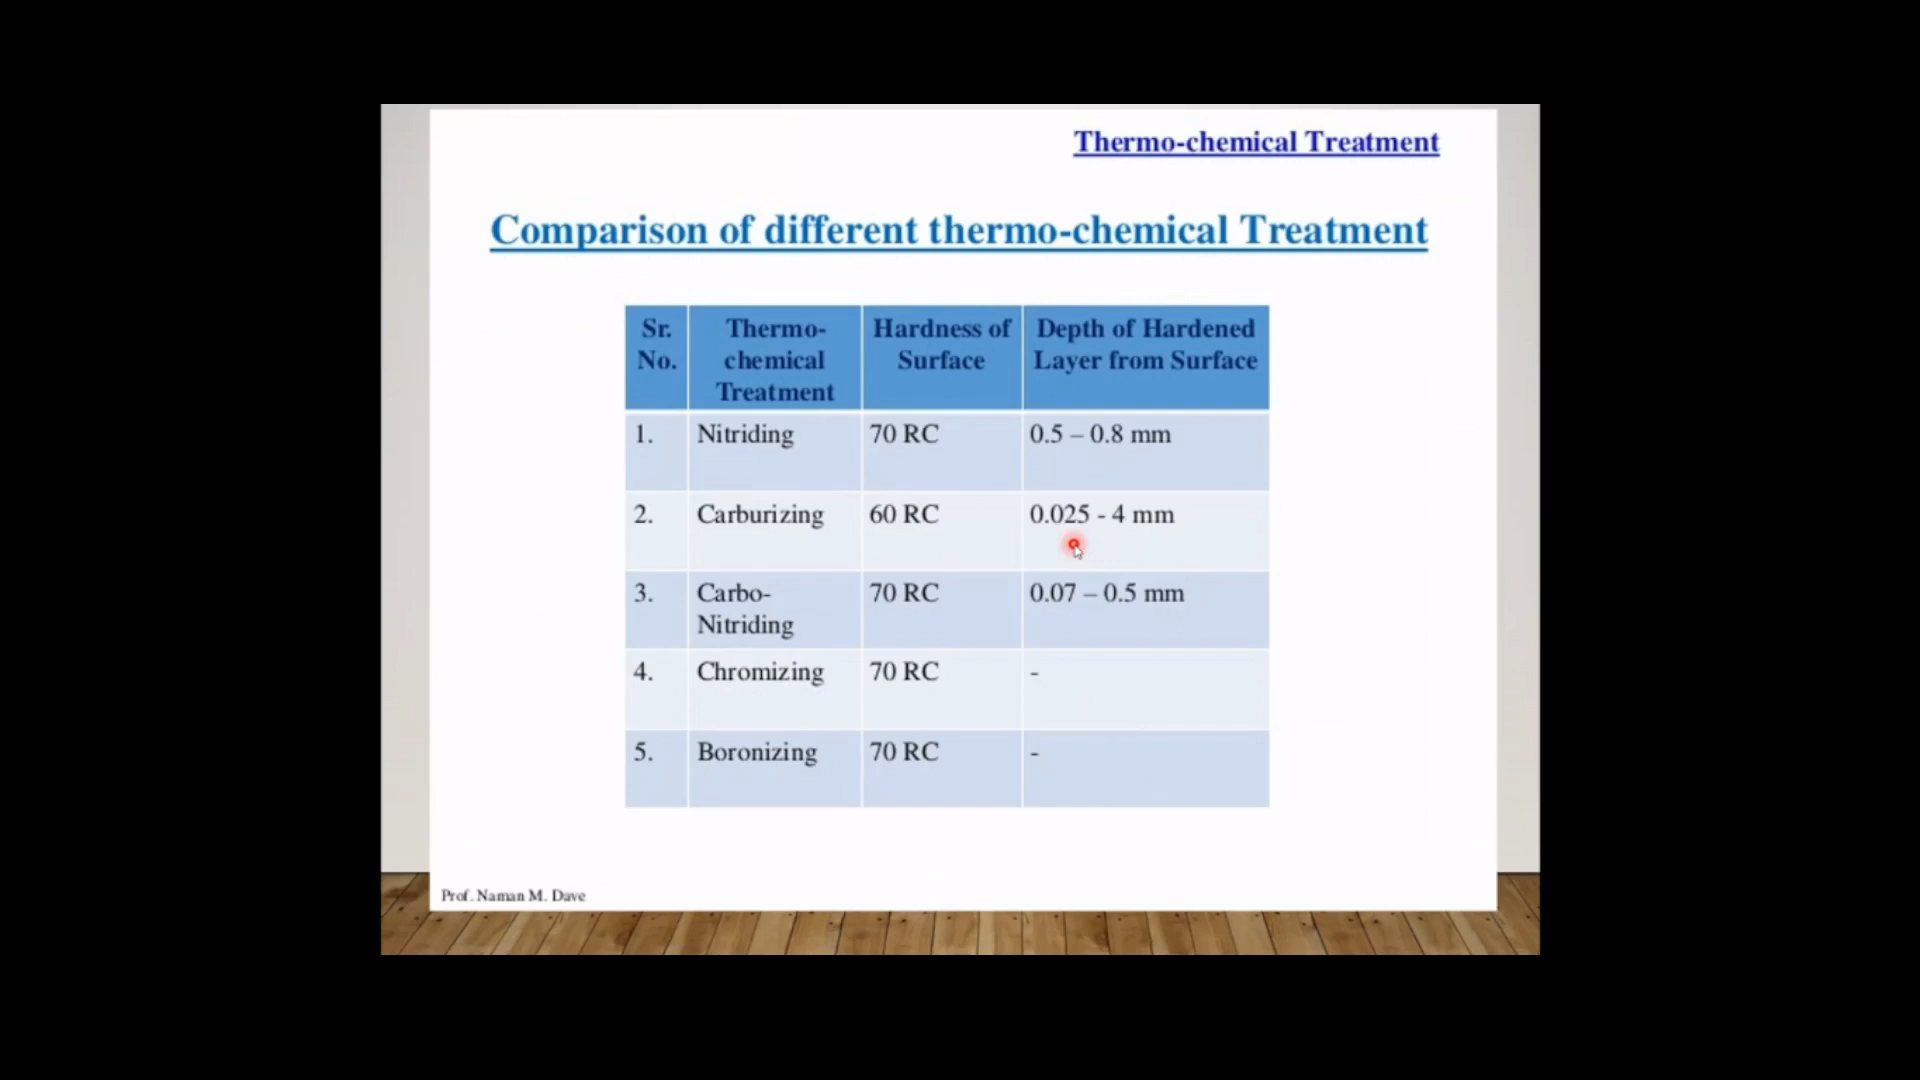 Thermo-chemical Treatment
Comparison of different thermo-chemical Treatment
Sr. No. Thermo-chemical Treatment Hardness of Surface Depth of Hardened Layer from Surface
1. Nitriding 70 RC 0.5 – 0.8 mm
2. Carburizing 60 RC 0.025 - 4 mm
3. Carbo-Nitriding 70 RC 0.07 – 0.5 mm
4. Chromizing 70 RC -
5. Boronizing 70 RC -
Prof. Naman M. Dave